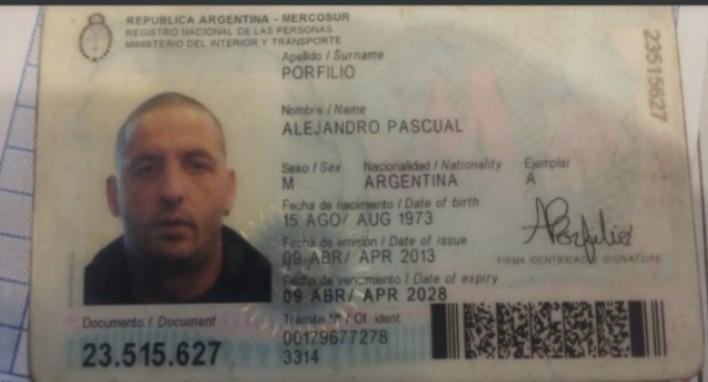 REPUBLICA ARGENTINA - MERCOSUR
REGISTRO NACIONAL DE LAS PERSONAS
MINISTERIO DEL INTERIOR Y TRANSPORTE
Apellido / Surname
PORFILIO
Nombre / Name
ALEJANDRO PASCUAL
Sexo / Sex Nacionalidad / Nationality Ejemplar
M ARGENTINA A
Fecha de nacimiento / Date of birth
15 AGO/ AUG 1973
Fecha de emisión / Date of issue
09 ABR/ APR 2013
Fecha de vencimiento / Date of expiry
09 ABR/ APR 2028
APorfilio
FIRMA IDENTIFICADO / SIGNATURE
Documento / Document
23.515.627
Trámite Nº / Of. ident.
00179677278
3314
23515627